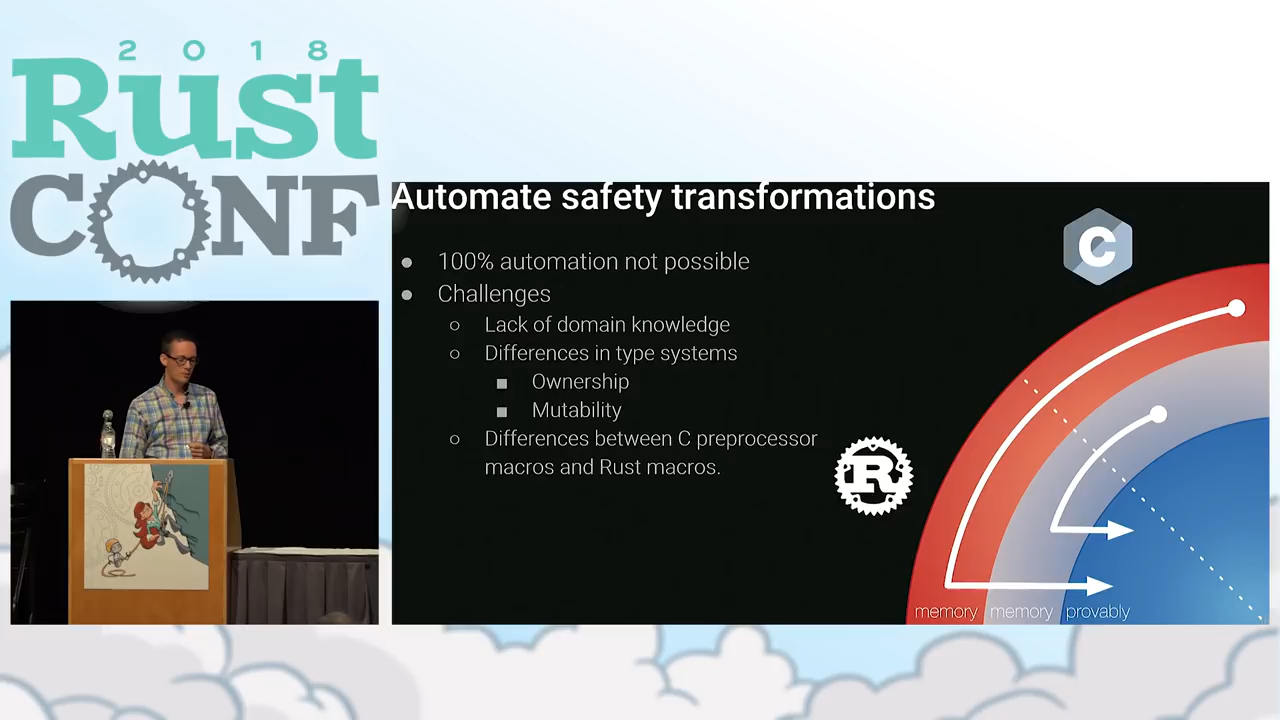 2018
Rust
CONF
Automate safety transformations
● 100% automation not possible
● Challenges
○ Lack of domain knowledge
○ Differences in type systems
■ Ownership
■ Mutability
○ Differences between C preprocessor
macros and Rust macros.
C
R
memory memory provably